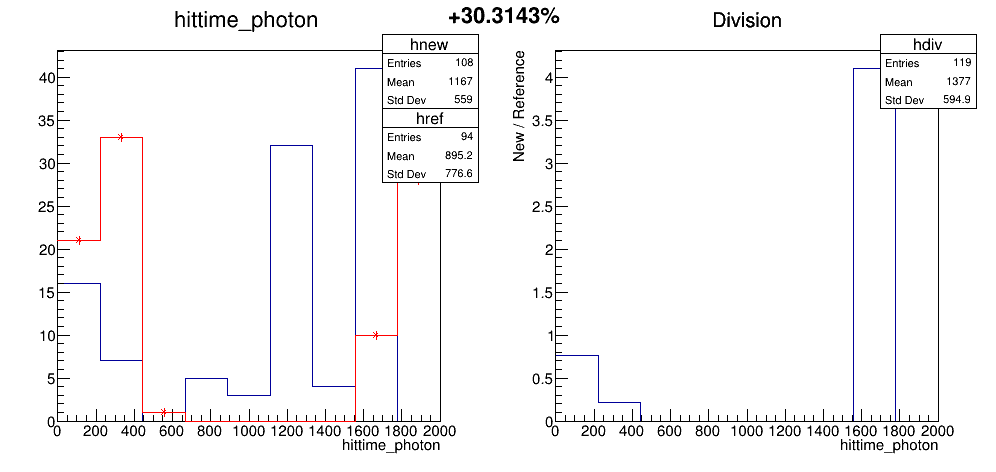 +30.3143%
hittime_photon
hnew
Entries 108
Mean 1167
Std Dev 559
href
Entries 94
Mean 895.2
Std Dev 776.6
40
35
30
25
20
15
10
5
0
0 200 400 600 800 1000 1200 1400 1600 1800 2000
hittime_photon
Division
hdiv
Entries 119
Mean 1377
Std Dev 594.9
New / Reference
4
3.5
3
2.5
2
1.5
1
0.5
0
0 200 400 600 800 1000 1200 1400 1600 1800 2000
hittime_photon